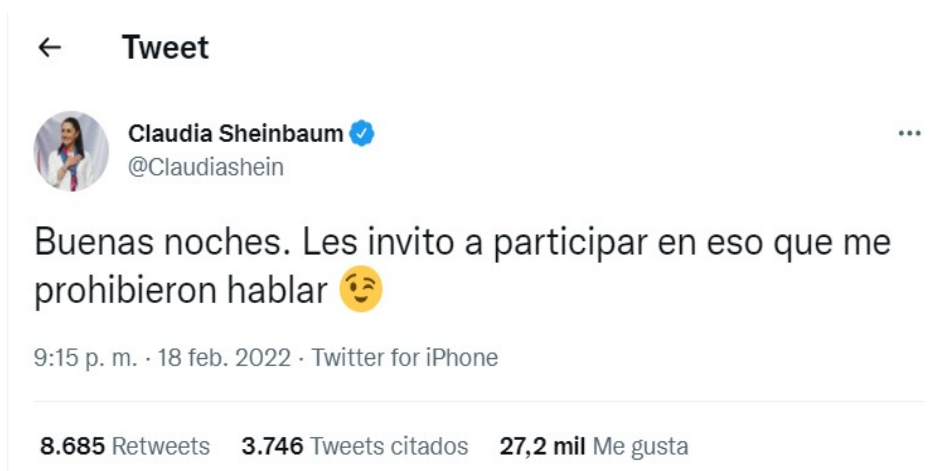 ← Tweet
Claudia Sheinbaum
@Claudiashein
Buenas noches. Les invito a participar en eso que me
prohibieron hablar 😉
9:15 p. m. · 18 feb. 2022 · Twitter for iPhone
8.685 Retweets 3.746 Tweets citados 27,2 mil Me gusta